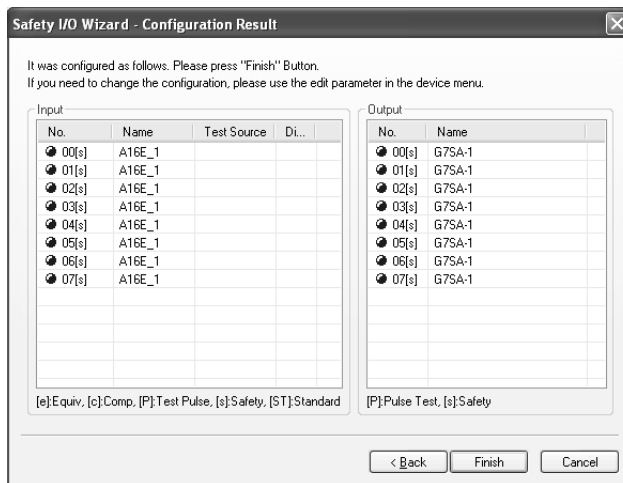 Safety I/O Wizard - Configuration Result
It was configured as follows. Please press "Finish" Button.
If you need to change the configuration, please use the edit parameter in the device menu.
Input
No. Name Test Source Di...
00[s] A16E_1
01[s] A16E_1
02[s] A16E_1
03[s] A16E_1
04[s] A16E_1
05[s] A16E_1
06[s] A16E_1
07[s] A16E_1
[e]:Equiv, [c]:Comp, [P]:Test Pulse, [s]:Safety, [ST]:Standard
Output
No. Name
00[s] G7SA-1
01[s] G7SA-1
02[s] G7SA-1
03[s] G7SA-1
04[s] G7SA-1
05[s] G7SA-1
06[s] G7SA-1
07[s] G7SA-1
[P]:Pulse Test, [s]:Safety
< Back Finish Cancel